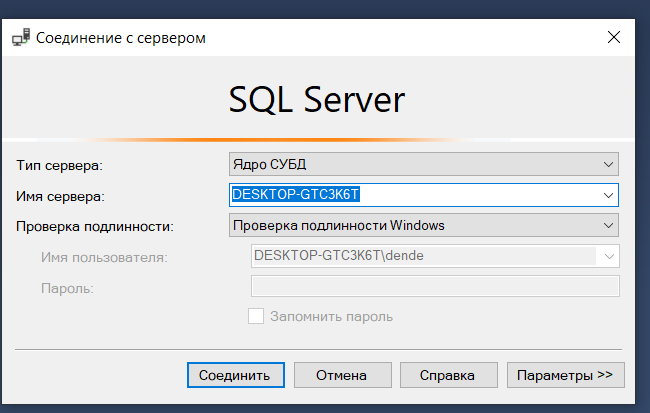 Соединение с сервером
SQL Server
Тип сервера: Ядро СУБД
Имя сервера: DESKTOP-GTC3K6T
Проверка подлинности: Проверка подлинности Windows
Имя пользователя: DESKTOP-GTC3K6T\dende
Пароль:
Запомнить пароль
Соединить Отмена Справка Параметры >>